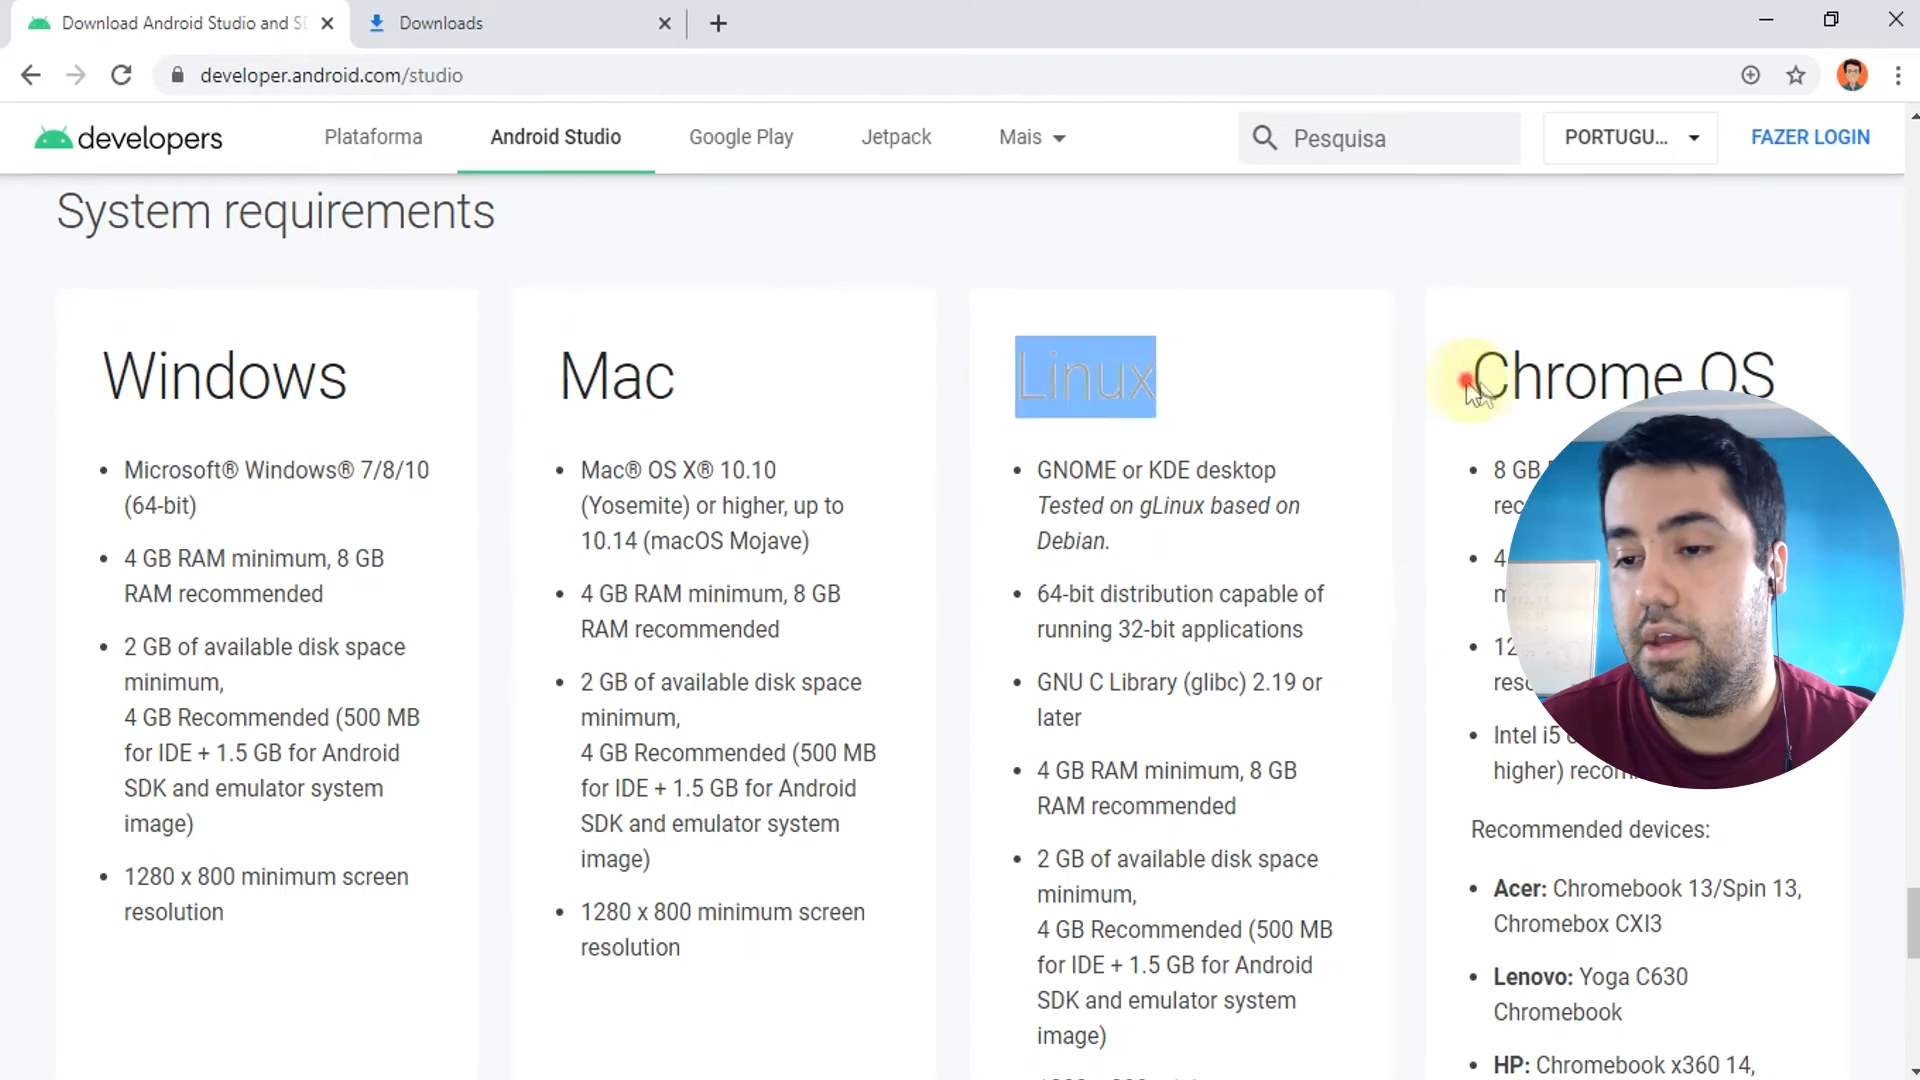 Download Android Studio and S
Downloads
developer.android.com/studio
developers
Plataforma
Android Studio
Google Play
Jetpack
Mais
Pesquisa
PORTUGU...
FAZER LOGIN
System requirements
Windows
• Microsoft® Windows® 7/8/10
(64-bit)
• 4 GB RAM minimum, 8 GB
RAM recommended
• 2 GB of available disk space
minimum,
4 GB Recommended (500 MB
for IDE + 1.5 GB for Android
SDK and emulator system
image)
• 1280 x 800 minimum screen
resolution
Mac
• Mac® OS X® 10.10
(Yosemite) or higher, up to
10.14 (macOS Mojave)
• 4 GB RAM minimum, 8 GB
RAM recommended
• 2 GB of available disk space
minimum,
4 GB Recommended (500 MB
for IDE + 1.5 GB for Android
SDK and emulator system
image)
• 1280 x 800 minimum screen
resolution
Linux
• GNOME or KDE desktop
Tested on gLinux based on
Debian.
• 64-bit distribution capable of
running 32-bit applications
• GNU C Library (glibc) 2.19 or
later
• 4 GB RAM minimum, 8 GB
RAM recommended
• 2 GB of available disk space
minimum,
4 GB Recommended (500 MB
for IDE + 1.5 GB for Android
SDK and emulator system
image)
Chrome OS
• 8 GB
• 4
• 12
• Intel i5
higher)
Recommended devices:
• Acer: Chromebook 13/Spin 13,
Chromebox CXI3
• Lenovo: Yoga C630
Chromebook
• HP: Chromebook x360 14,